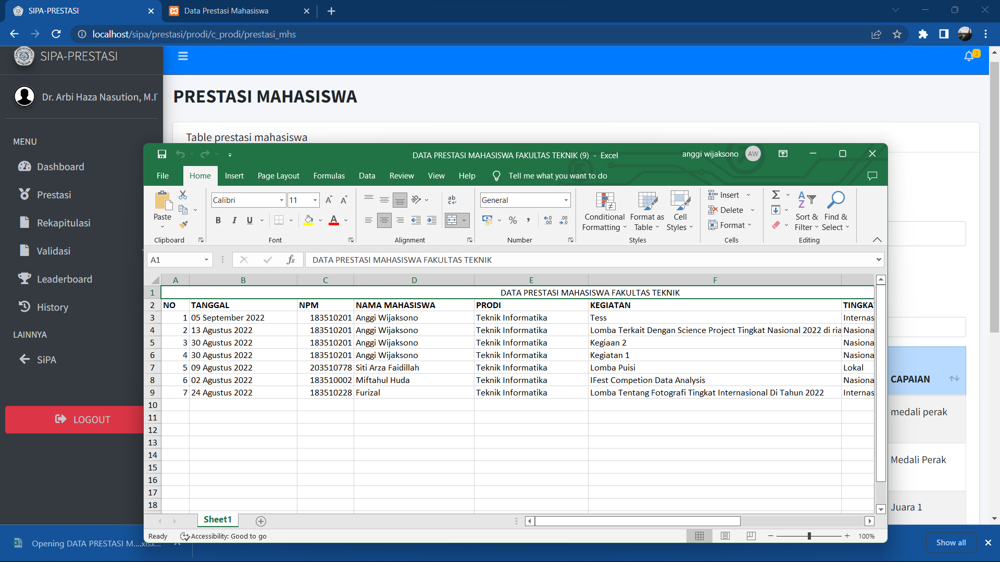 SIPA-PRESTASI
Data Prestasi Mahasiswa
localhost/sipa/prestasi/prodi/c_prodi/prestasi_mhs
SIPA-PRESTASI
2
Dr. Arbi Haza Nasution, M.I
PRESTASI MAHASISWA
Table prestasi mahasiswa
MENU
Dashboard
Prestasi
Rekapitulasi
Validasi
Leaderboard
History
LAINNYA
SiPA
LOGOUT
DATA PRESTASI MAHASISWA FAKULTAS TEKNIK (9) - Excel
anggi wijaksono AW
File Home Insert Page Layout Formulas Data Review View Help Tell me what you want to do
Paste
Clipboard
Calibri 11
B I U A
Font
ab
Alignment
General
% ,
Number
Conditional Formatting
Format as Table
Cell Styles
Styles
Insert
Delete
Format
Cells
Sort & Filter
Find & Select
Editing
A1 fx DATA PRESTASI MAHASISWA FAKULTAS TEKNIK
A B C D E F
1 DATA PRESTASI MAHASISWA FAKULTAS TEKNIK
2 NO TANGGAL NPM NAMA MAHASISWA PRODI KEGIATAN TINGKA
3 1 05 September 2022 183510201 Anggi Wijaksono Teknik Informatika Tess Internas
4 2 13 Agustus 2022 183510201 Anggi Wijaksono Teknik Informatika Lomba Terkait Dengan Science Project Tingkat Nasional 2022 di ria Nasiona
5 3 30 Agustus 2022 183510201 Anggi Wijaksono Teknik Informatika Kegiaan 2 Nasiona
6 4 30 Agustus 2022 183510201 Anggi Wijaksono Teknik Informatika Kegiatan 1 Nasiona
7 5 09 Agustus 2022 203510778 Siti Arza Faidillah Teknik Informatika Lomba Puisi Lokal
8 6 02 Agustus 2022 183510002 Miftahul Huda Teknik Informatika IFest Competion Data Analysis Nasiona
9 7 24 Agustus 2022 183510228 Furizal Teknik Informatika Lomba Tentang Fotografi Tingkat Internasional Di Tahun 2022 Internas
10
11
12
13
14
15
16
17
18
Sheet1
Ready Accessibility: Good to go 100%
CAPAIAN
medali perak
Medali Perak
Juara 1
Opening DATA PRESTASI M....xlsx...
Show all